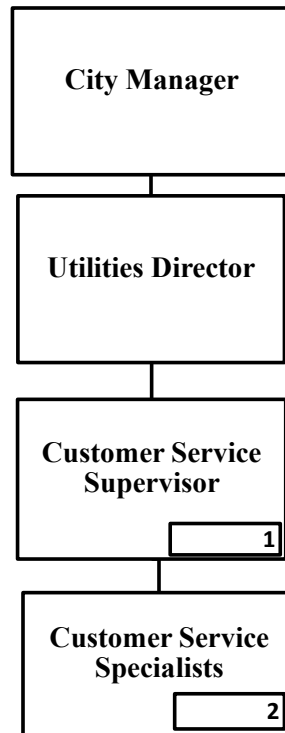 City Manager
Utilities Director
Customer Service
Supervisor
1
Customer Service
Specialists
2